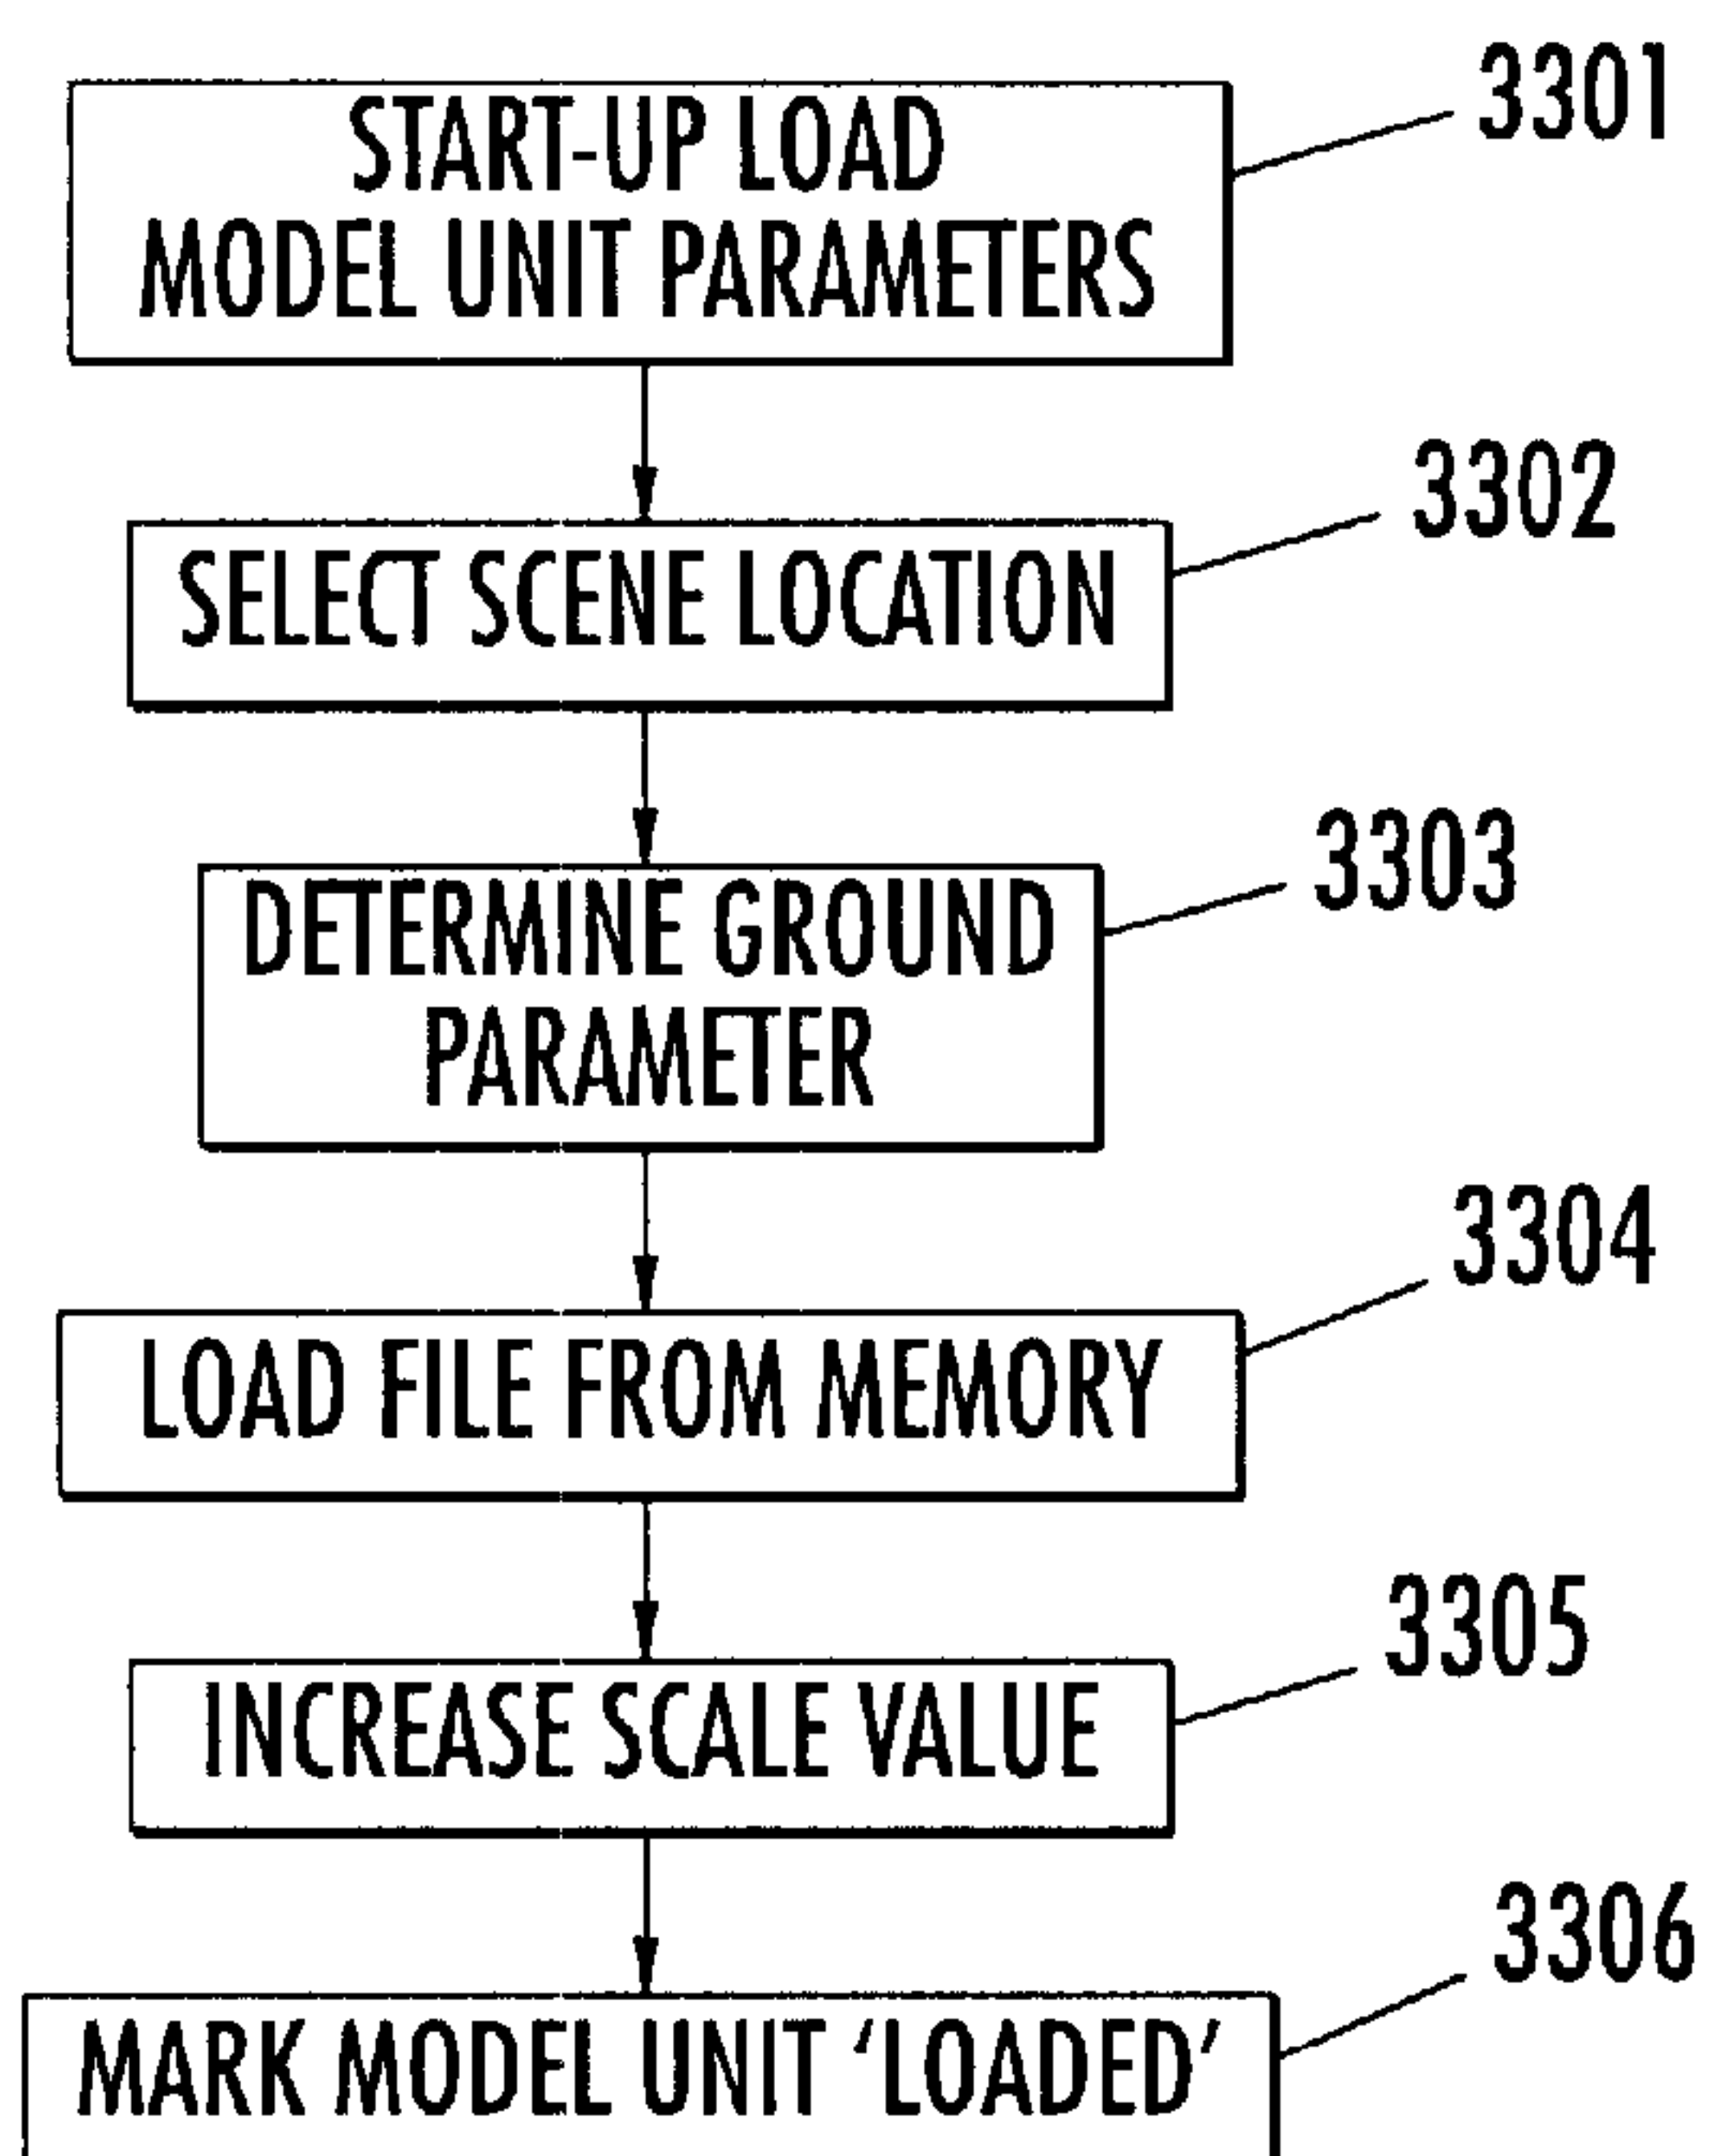 START-UP LOAD
MODEL UNIT PARAMETERS
3301
SELECT SCENE LOCATION
3302
DETERMINE GROUND
PARAMETER
3303
LOAD FILE FROM MEMORY
3304
INCREASE SCALE VALUE
3305
MARK MODEL UNIT 'LOADED'
3306